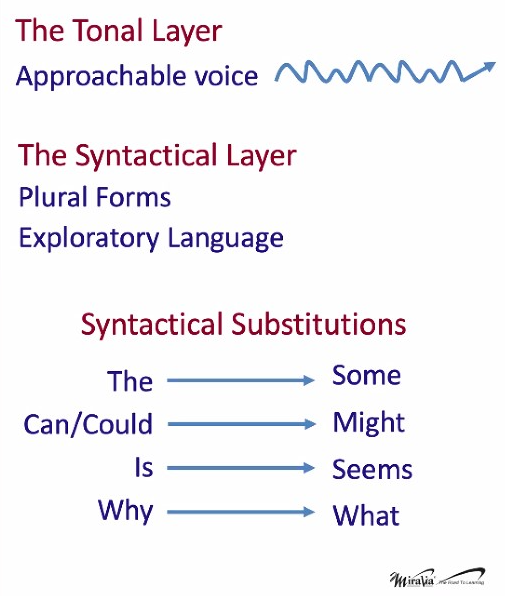 The Tonal Layer
Approachable voice
The Syntactical Layer
Plural Forms
Exploratory Language
Syntactical Substitutions
The Some
Can/Could Might
Is Seems
Why What
MiraVia The Road To Learning